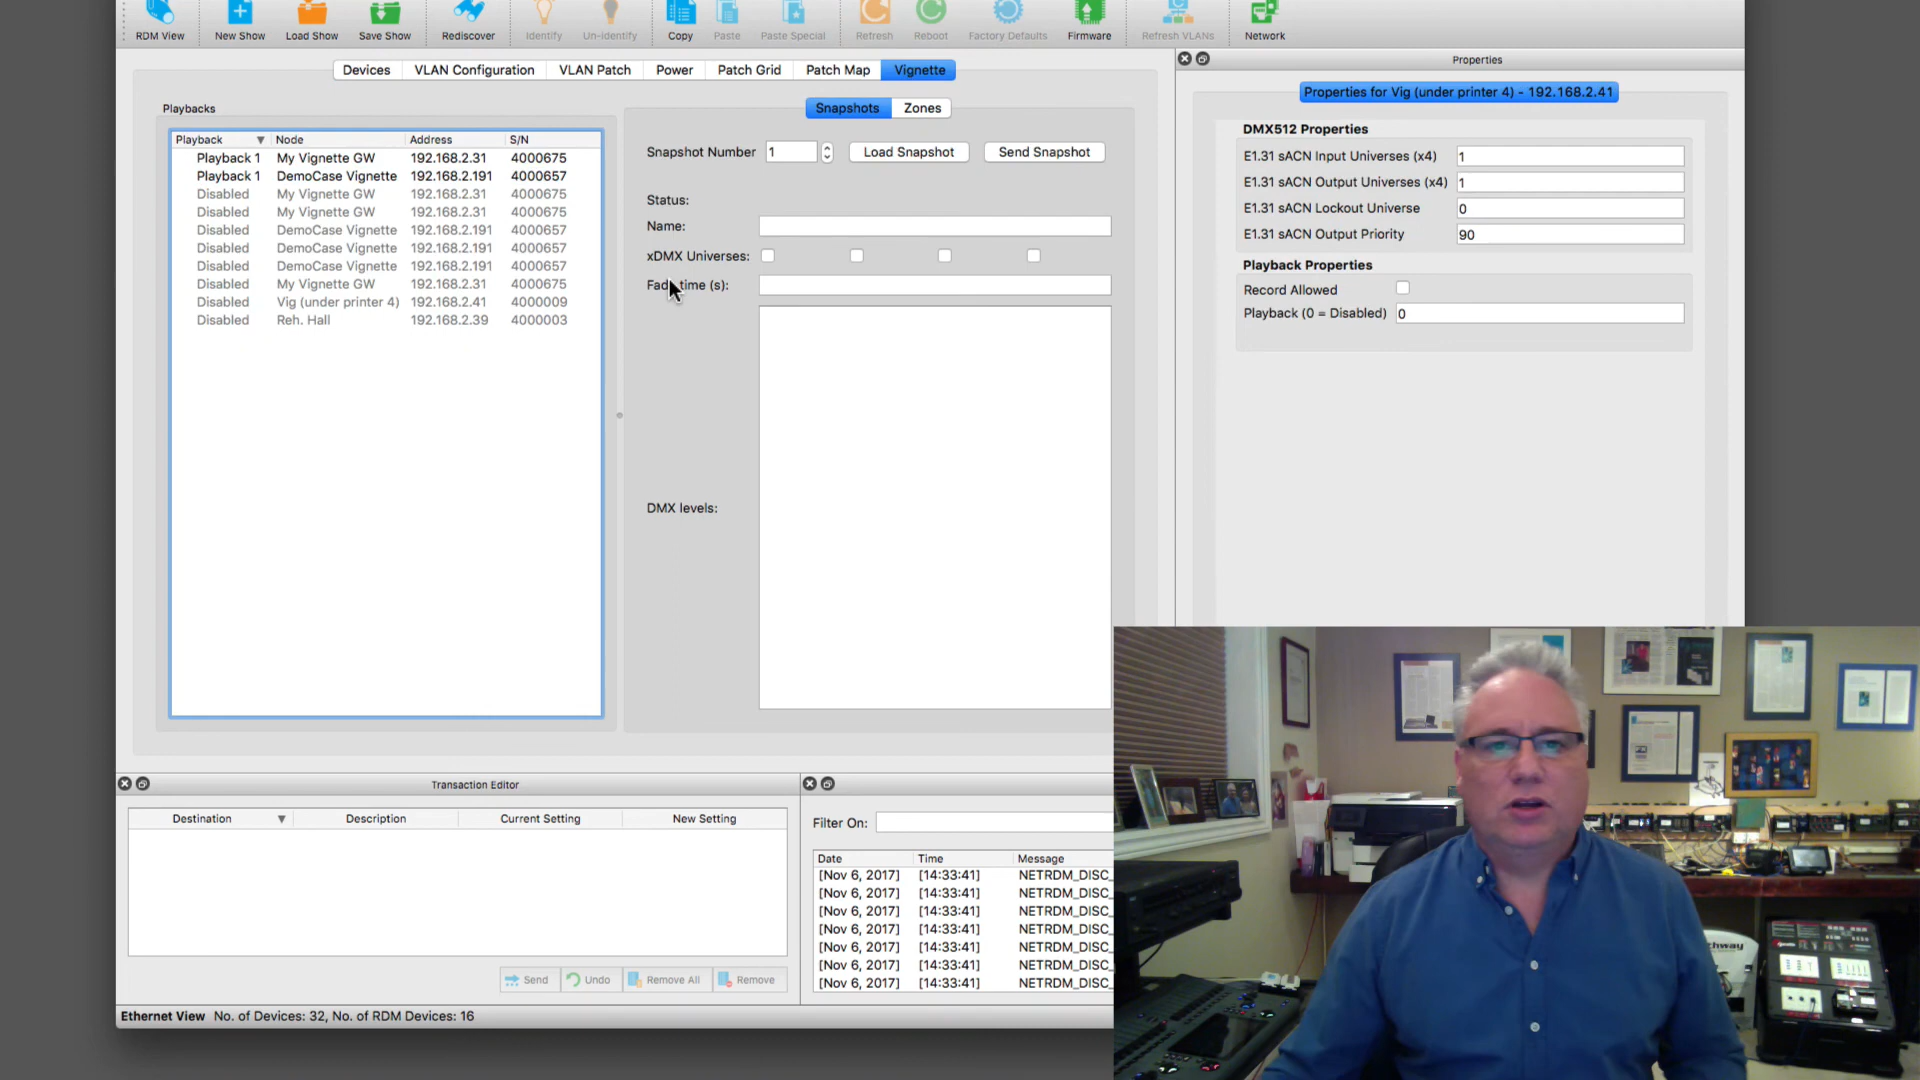 RDM View New Show Load Show Save Show Rediscover Identify Un-Identify Copy Paste Paste Special Refresh Reboot Factory Defaults Firmware Refresh VLANs Network
Devices VLAN Configuration VLAN Patch Power Patch Grid Patch Map Vignette
Playbacks
Playback Node Address S/N
Playback 1 My Vignette GW 192.168.2.31 4000675
Playback 1 DemoCase Vignette 192.168.2.191 4000657
Disabled My Vignette GW 192.168.2.31 4000675
Disabled My Vignette GW 192.168.2.31 4000675
Disabled DemoCase Vignette 192.168.2.191 4000657
Disabled DemoCase Vignette 192.168.2.191 4000657
Disabled DemoCase Vignette 192.168.2.191 4000657
Disabled My Vignette GW 192.168.2.31 4000675
Disabled Vig (under printer 4) 192.168.2.41 4000009
Disabled Reh. Hall 192.168.2.39 4000003
Snapshots Zones
Snapshot Number 1 Load Snapshot Send Snapshot
Status:
Name:
xDMX Universes:
Fade time (s):
DMX levels:
Properties
Properties for Vig (under printer 4) - 192.168.2.41
DMX512 Properties
E1.31 sACN Input Universes (x4) 1
E1.31 sACN Output Universes (x4) 1
E1.31 sACN Lockout Universe 0
E1.31 sACN Output Priority 90
Playback Properties
Record Allowed
Playback (0 = Disabled) 0
Transaction Editor
Destination Description Current Setting New Setting
Send Undo Remove All Remove
Filter On:
Date Time Message
[Nov 6, 2017] [14:33:41] NETRDM_DISC_
[Nov 6, 2017] [14:33:41] NETRDM_DISC_
[Nov 6, 2017] [14:33:41] NETRDM_DISC_
[Nov 6, 2017] [14:33:41] NETRDM_DISC_
[Nov 6, 2017] [14:33:41] NETRDM_DISC_
[Nov 6, 2017] [14:33:41] NETRDM_DISC_
[Nov 6, 2017] [14:33:41] NETRDM_DISC_
Ethernet View No. of Devices: 32, No. of RDM Devices: 16
hway